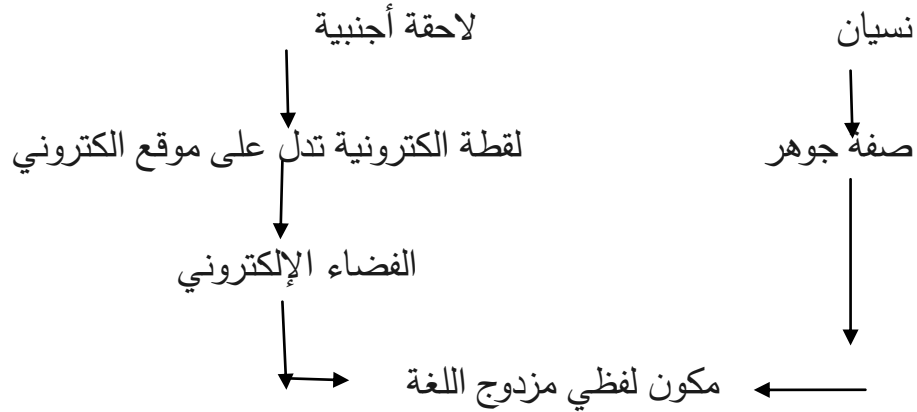 نسيان لاحقة أجنبية
صفة جوهر لقطة الكترونية تدل على موقع الكتروني
الفضاء الإلكتروني
مكون لفظي مزدوج اللغة